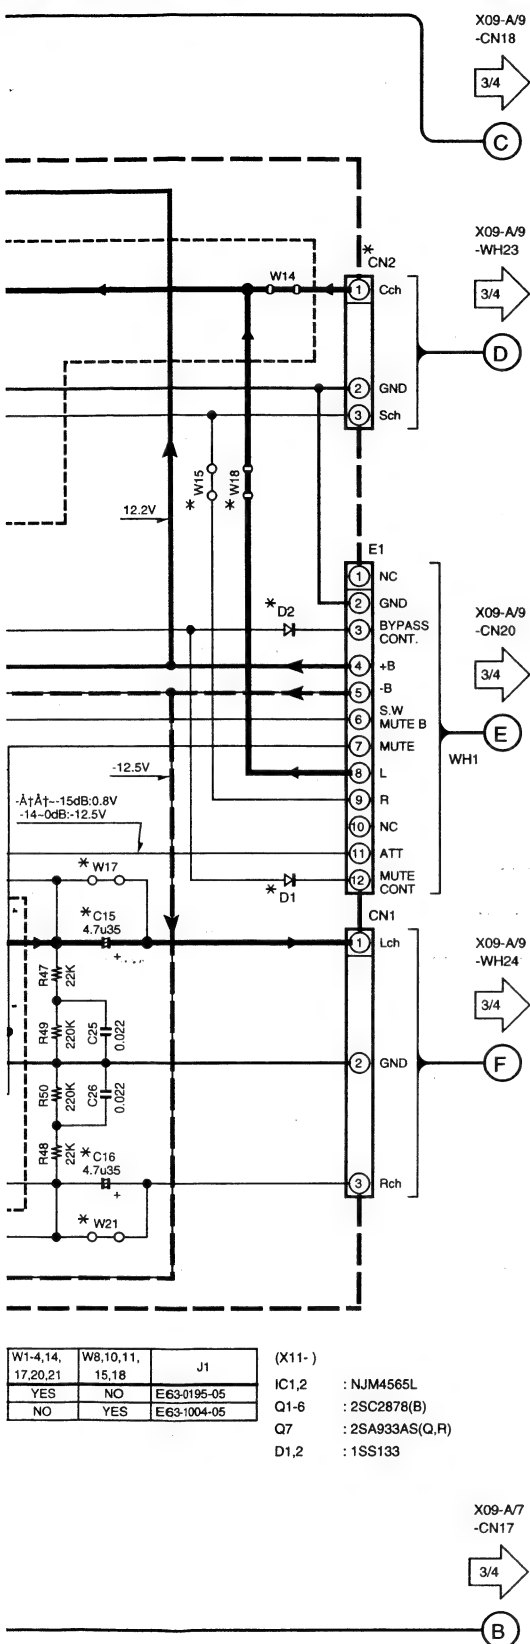 X09-A/9
-CN18
3/4
C
X09-A/9
-WH23
3/4
D
*
CN2
W14
1 Cch
2 GND
3 Sch
* W15
* W18
12.2V
E1
1 NC
2 GND
* D2
3 BYPASS
CONT.
4 +B
5 -B
6 S.W
MUTE B
7 MUTE
8 L
9 R
10 NC
11 ATT
12 MUTE
CONT
* D1
WH1
X09-A/9
-CN20
3/4
E
-12.5V
-À†À†~-15dB:0.8V
-14~0dB:-12.5V
* W17
* C15
4.7u35
+
CN1
1 Lch
2 GND
3 Rch
X09-A/9
-WH24
3/4
F
R47
22K
R49
220K
C25
0.022
R50
220K
C26
0.022
R48
22K
* C16
4.7u35
+
* W21
W1-4,14,
17,20,21
W8,10,11,
15,18
J1
YES NO E63-0195-05
NO YES E63-1004-05
(X11- )
IC1,2 : NJM4565L
Q1-6 : 2SC2878(B)
Q7 : 2SA933AS(Q,R)
D1,2 : 1SS133
X09-A/7
-CN17
3/4
B